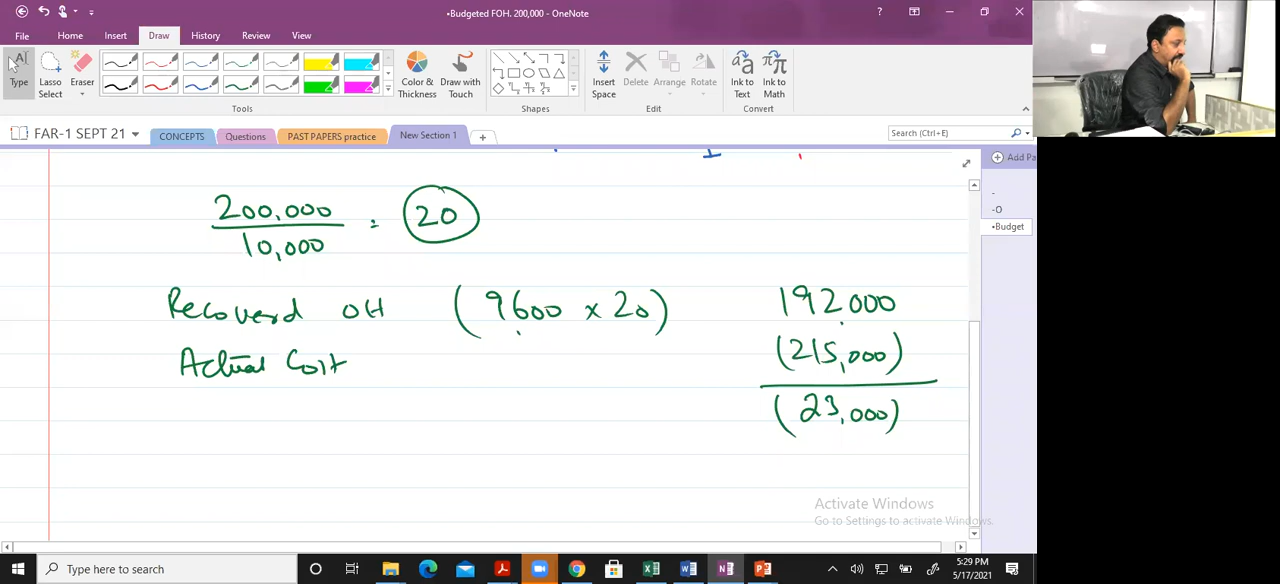 •Budgeted FOH. 200,000 - OneNote
File Home Insert Draw History Review View
Type
Lasso Select
Eraser
Color & Thickness
Draw with Touch
Insert Space
Delete
Arrange
Rotate
Ink to Text
Ink to Math
Tools
Shapes
Edit
Convert
FAR-1 SEPT 21
CONCEPTS
Questions
PAST PAPERS practice
New Section 1
Search (Ctrl+E)
Add Pa
-
-O
•Budget
200,000
10,000
= 20
Recoverd OH (9600 x 20) 192.000
Actual Cost (215,000)
(23,000)
Activate Windows
Go to Settings to activate Windows.
Type here to search
5:29 PM
5/17/2021